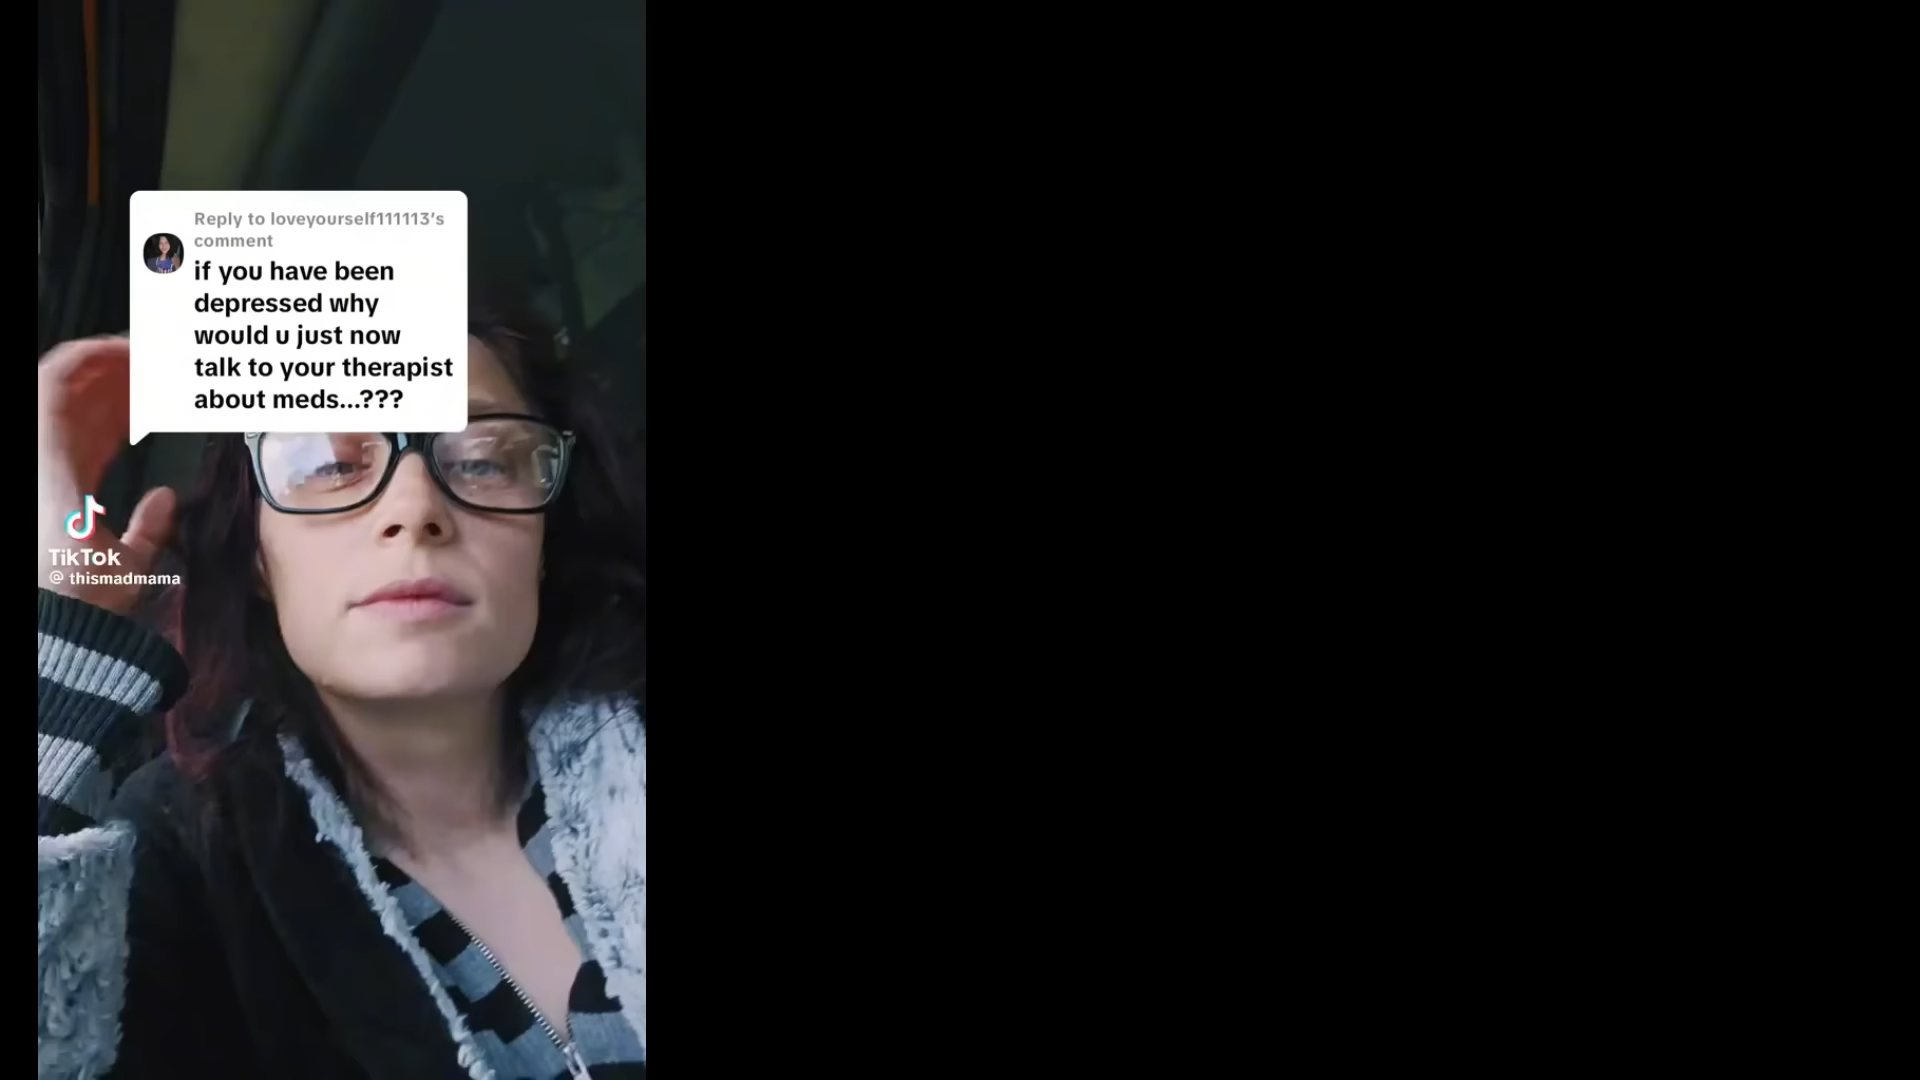 Reply to loveyourself111113's
comment
if you have been
depressed why
would u just now
talk to your therapist
about meds...???
TikTok
@ thismadmama